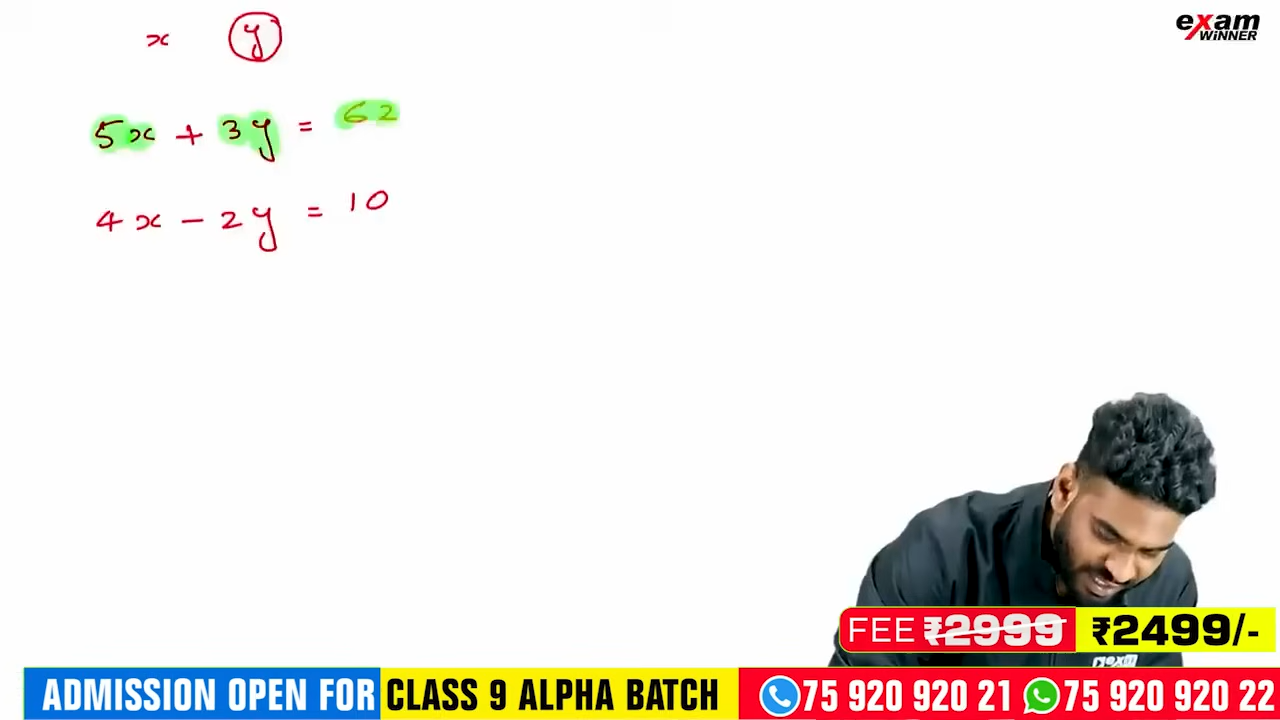 x y
exam
WiNNER
5x + 3y = 62
4x - 2y = 10
FEE ₹2999 ₹2499/-
exam
ADMISSION OPEN FOR CLASS 9 ALPHA BATCH 75 920 920 21 75 920 920 22